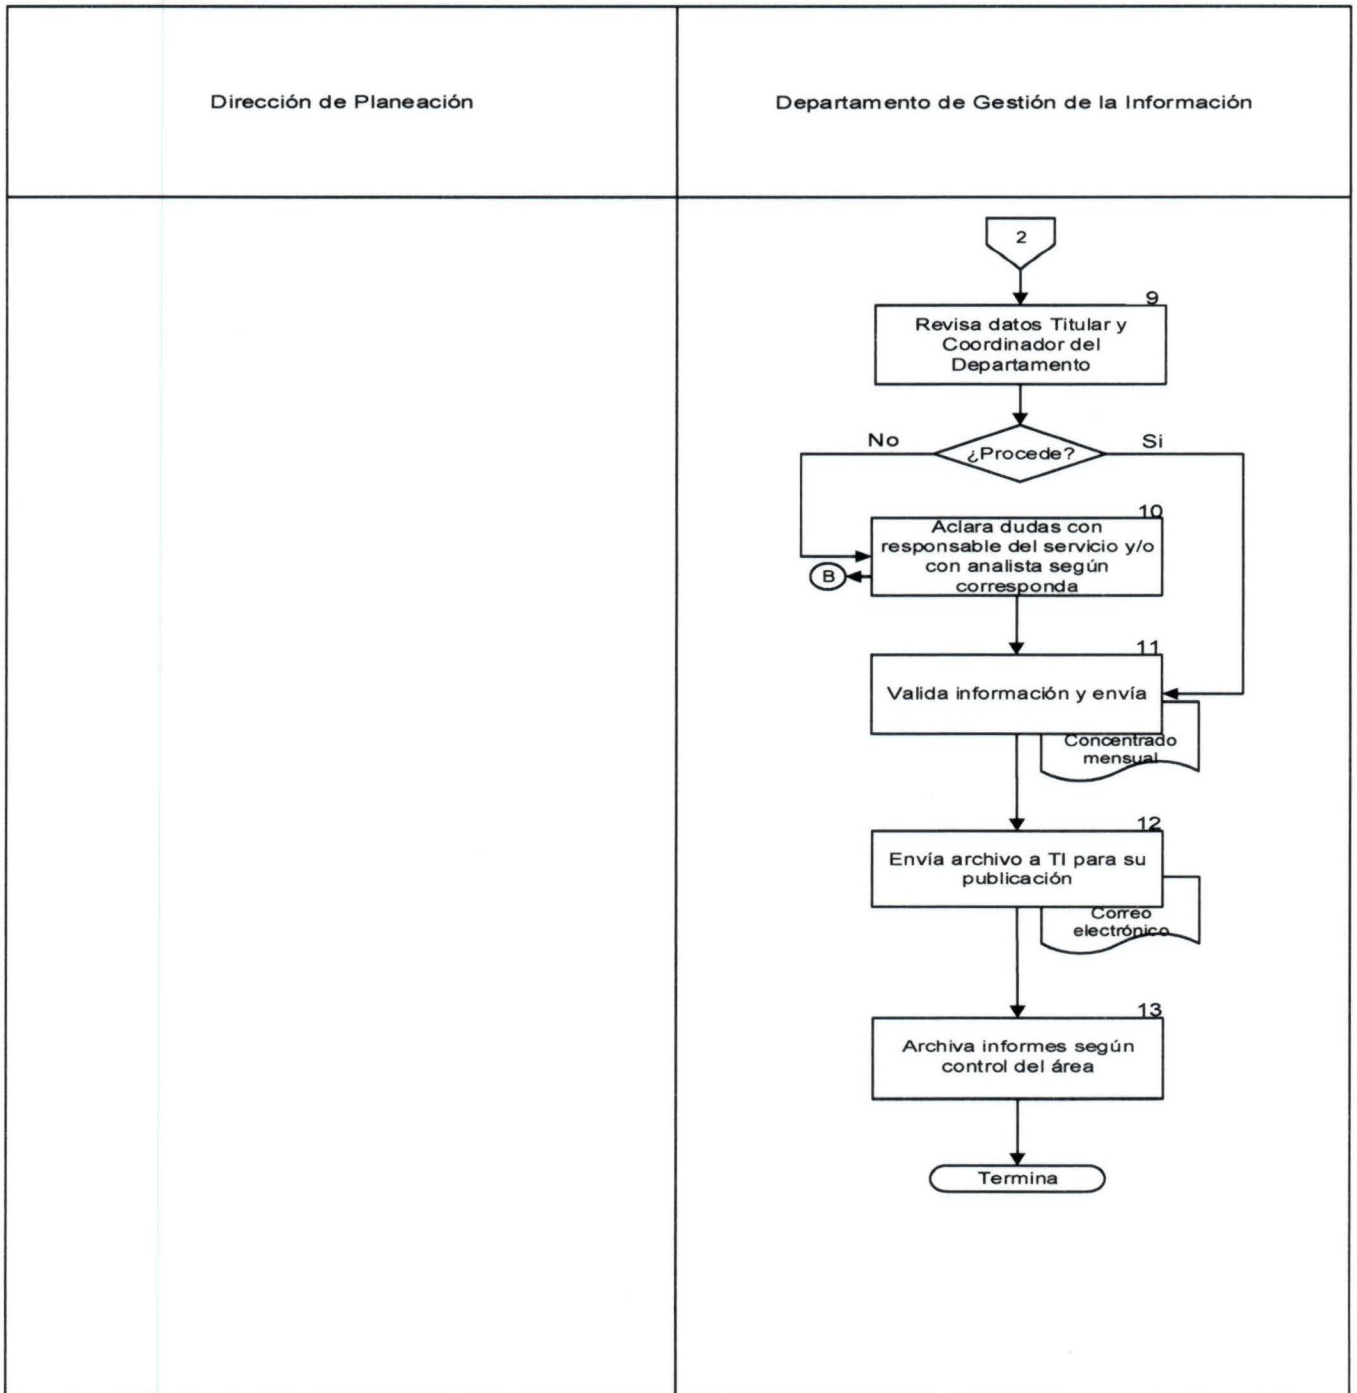 Dirección de Planeación
Departamento de Gestión de la Información
2
9
Revisa datos Titular y
Coordinador del
Departamento
No
¿Procede?
Si
10
Aclara dudas con
responsable del servicio y/o
con analista según
corresponda
B
11
Valida información y envía
Concentrado
mensual
12
Envía archivo a TI para su
publicación
Correo
electrónico
13
Archiva informes según
control del área
Termina